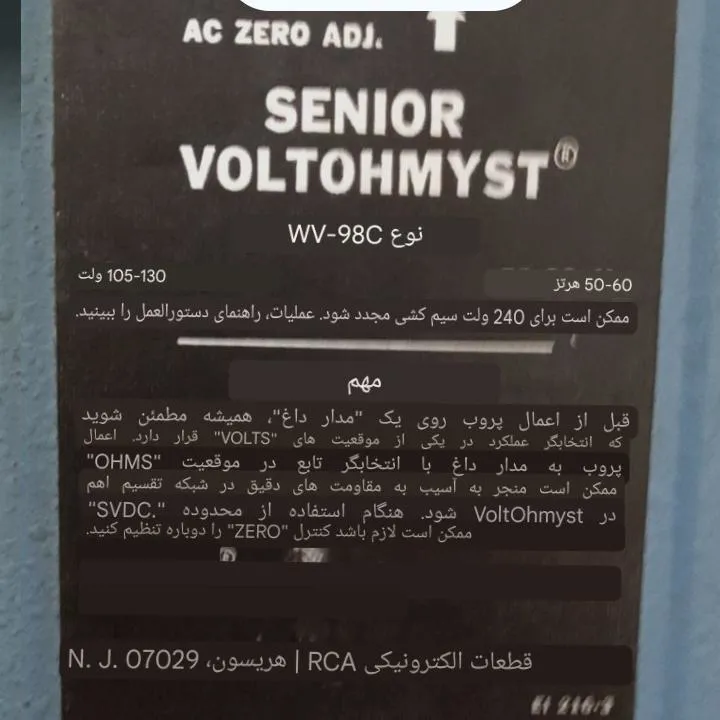 AC ZERO ADJ.
SENIOR
VOLTOHMYST®
نوع WV-98C
105-130 ولت
50-60 هرتز
ممکن است برای 240 ولت سیم کشی مجدد شود. عملیات، راهنمای دستورالعمل را ببینید.
مهم
قبل از اعمال پروب روی یک "مدار داغ"، همیشه مطمئن شوید
که انتخابگر عملکرد در یکی از موقعیت های "VOLTS" قرار دارد. اعمال
پروب به مدار داغ با انتخابگر تابع در موقعیت "OHMS"
ممکن است منجر به آسیب به مقاومت های دقیق در شبکه تقسیم اهم
در VoltOhmyst شود. هنگام استفاده از محدوده "SVDC."
ممکن است لازم باشد کنترل "ZERO" را دوباره تنظیم کنید.
قطعات الکترونیکی RCA | هریسون، N. J. 07029